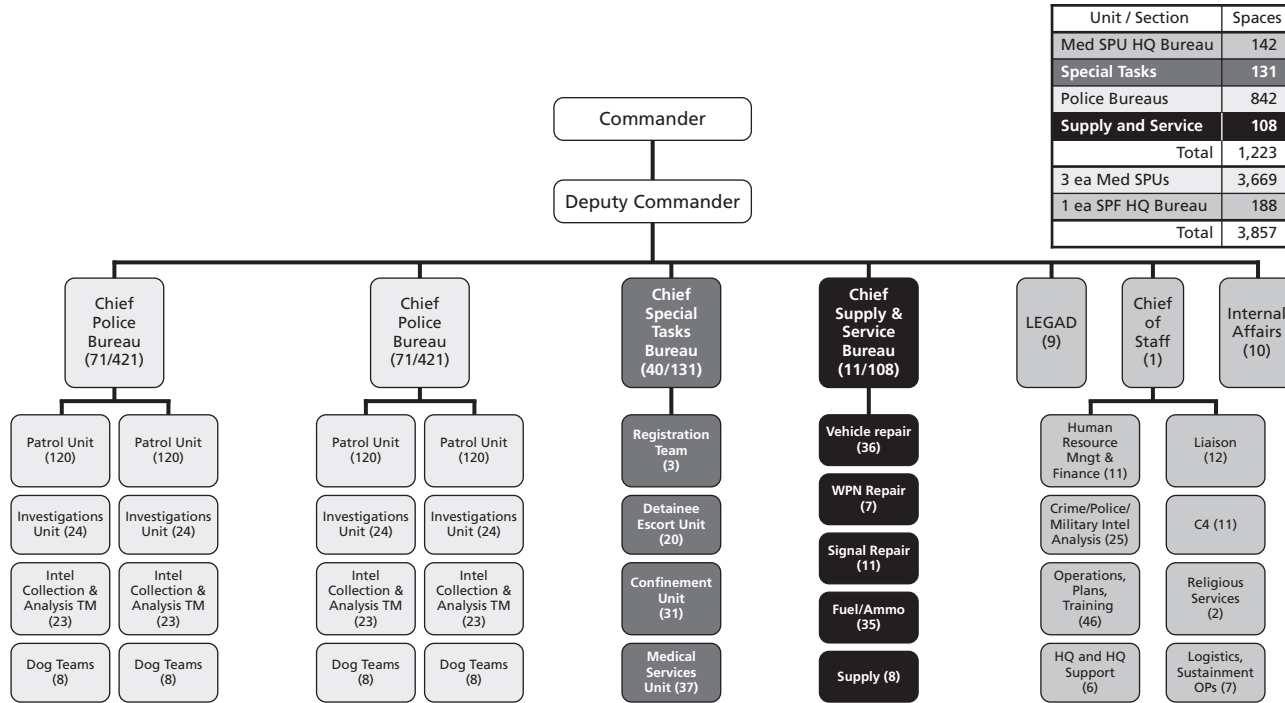 Unit / Section Spaces
Med SPU HQ Bureau 142
Special Tasks 131
Police Bureaus 842
Supply and Service 108
Total 1,223
3 ea Med SPUs 3,669
1 ea SPF HQ Bureau 188
Total 3,857
Commander
Deputy Commander
Chief
Police
Bureau
(71/421)
Chief
Police
Bureau
(71/421)
Chief
Special
Tasks
Bureau
(40/131)
Chief
Supply &
Service
Bureau
(11/108)
LEGAD
(9)
Chief
of
Staff
(1)
Internal
Affairs
(10)
Patrol Unit
(120)
Investigations
Unit (24)
Intel
Collection &
Analysis TM
(23)
Dog Teams
(8)
Patrol Unit
(120)
Investigations
Unit (24)
Intel
Collection &
Analysis TM
(23)
Dog Teams
(8)
Patrol Unit
(120)
Investigations
Unit (24)
Intel
Collection &
Analysis TM
(23)
Dog Teams
(8)
Patrol Unit
(120)
Investigations
Unit (24)
Intel
Collection &
Analysis TM
(23)
Dog Teams
(8)
Registration
Team
(3)
Detainee
Escort Unit
(20)
Confinement
Unit
(31)
Medical
Services
Unit (37)
Vehicle repair
(36)
WPN Repair
(7)
Signal Repair
(11)
Fuel/Ammo
(35)
Supply (8)
Human
Resource
Mngt &
Finance (11)
Crime/Police/
Military Intel
Analysis (25)
Operations,
Plans,
Training
(46)
HQ and HQ
Support
(6)
Liaison
(12)
C4 (11)
Religious
Services
(2)
Logistics,
Sustainment
OPs (7)